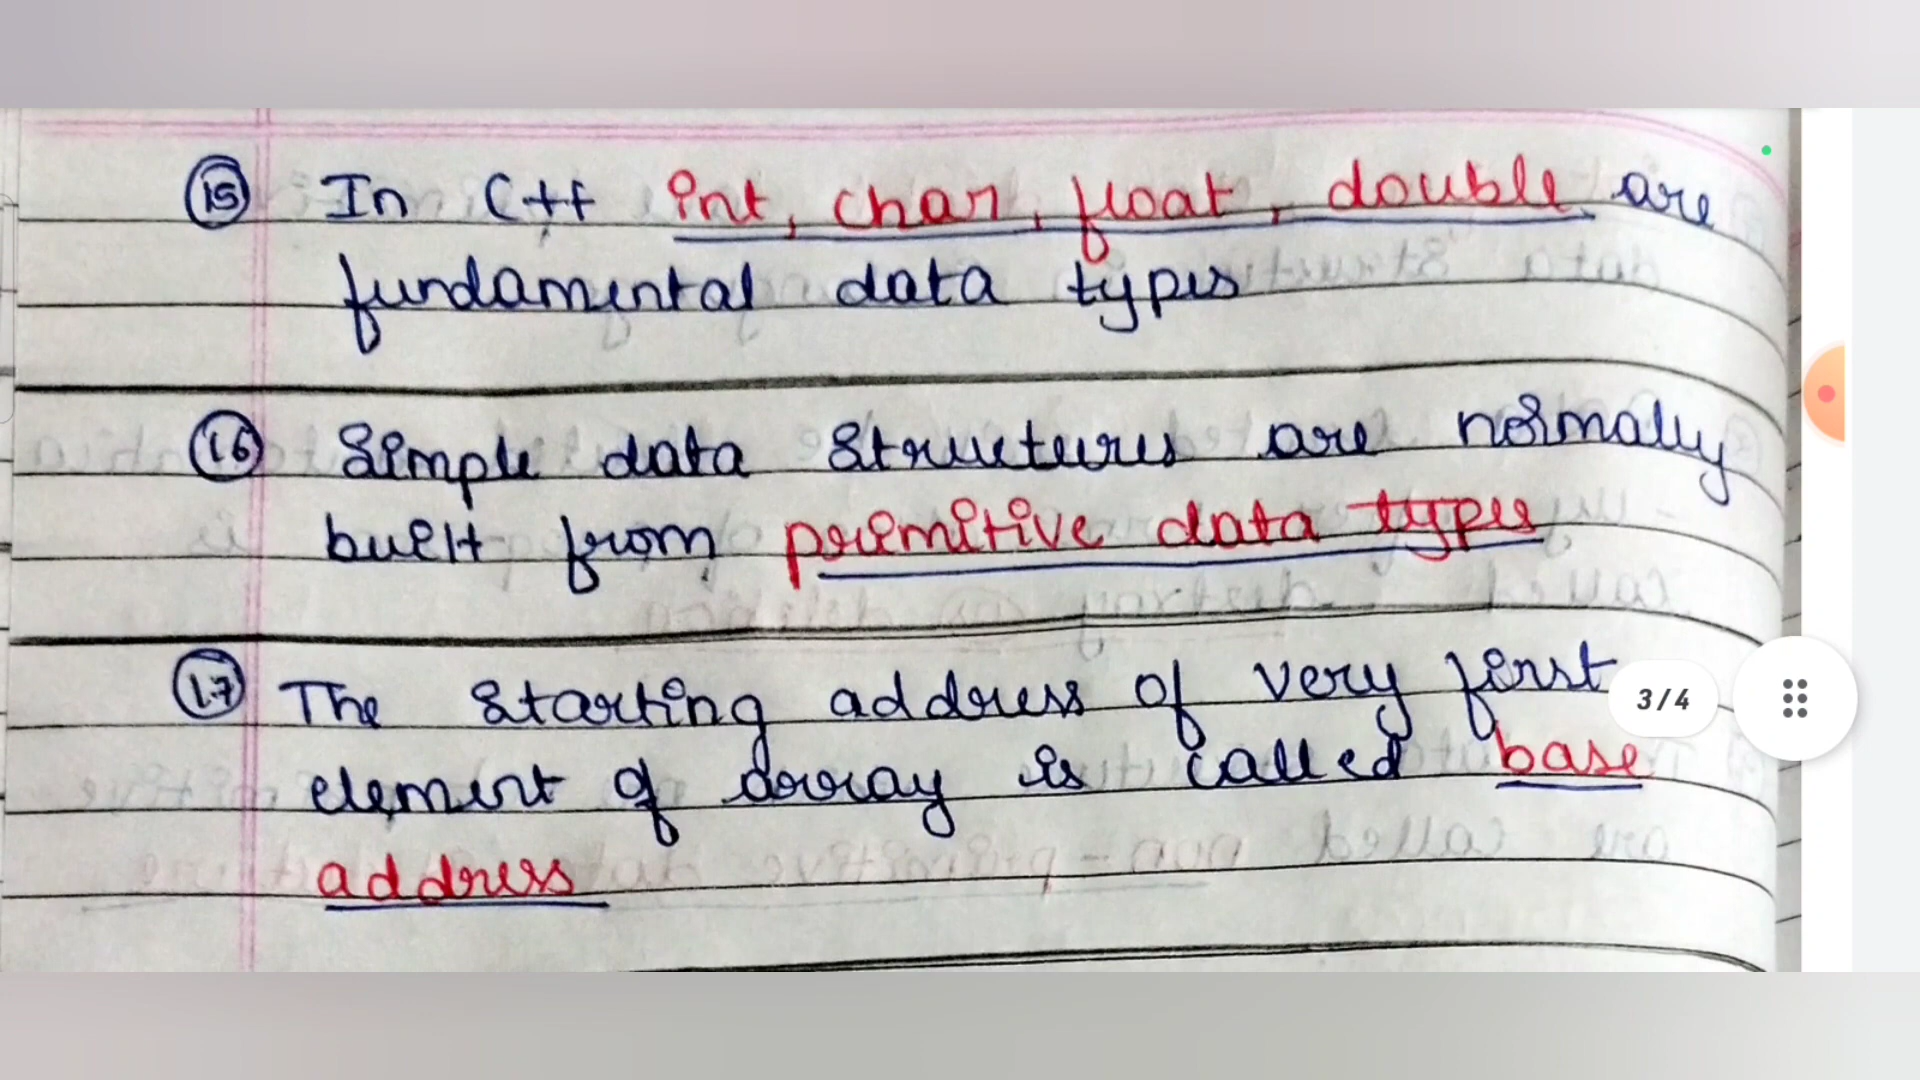 15 In C++ int, char, float, double are
fundamental data types
16 Simple data structures are normally
built from primitive data types
17 The starting address of very first
element of array is called base
address
3/4